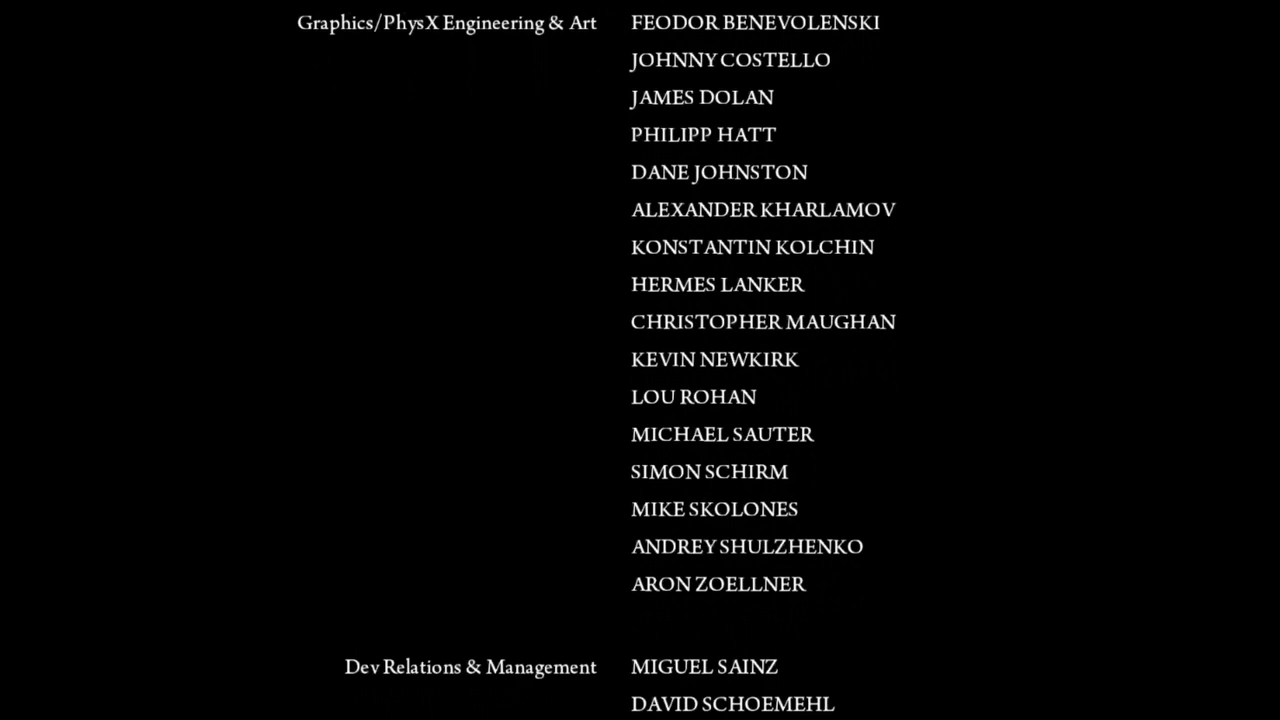 Graphics/PhysX Engineering & Art FEODOR BENEVOLENSKI
JOHNNY COSTELLO
JAMES DOLAN
PHILIPP HATT
DANE JOHNSTON
ALEXANDER KHARLAMOV
KONSTANTIN KOLCHIN
HERMES LANKER
CHRISTOPHER MAUGHAN
KEVIN NEWKIRK
LOU ROHAN
MICHAEL SAUTER
SIMON SCHIRM
MIKE SKOLONES
ANDREY SHULZHENKO
ARON ZOELLNER
Dev Relations & Management MIGUEL SAINZ
DAVID SCHOEMEHL